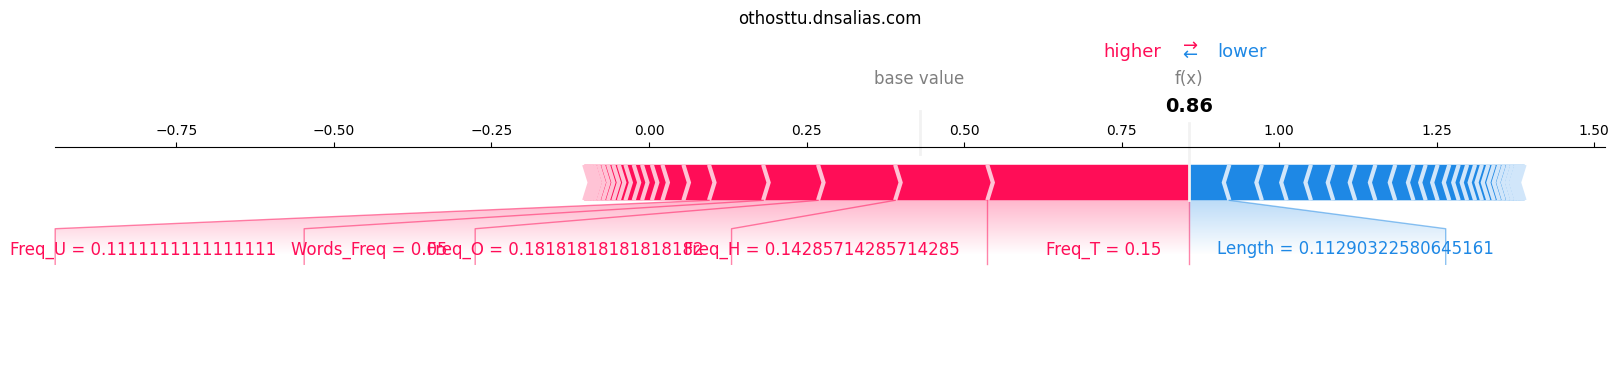 othosttu.dnsalias.com
higher → ← lower
base value f(x)
0.86
−0.75 −0.50 −0.25 0.00 0.25 0.50 0.75 1.00 1.25 1.50
Freq_U = 0.1111111111111111 Words_Freq = 0.05 Freq_O = 0.18181818181818182 Freq_H = 0.14285714285714285 Freq_T = 0.15 Length = 0.11290322580645161